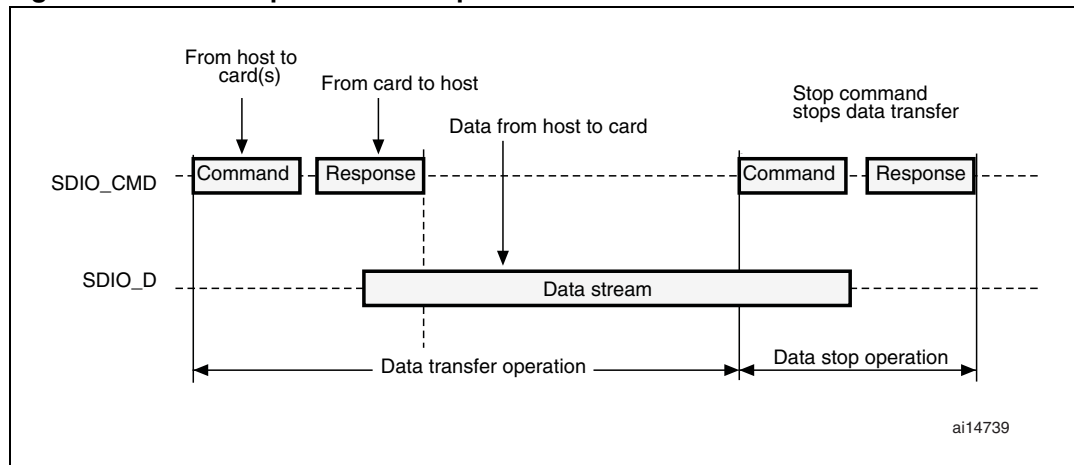 From host to
card(s)
From card to host
Data from host to card
Stop command
stops data transfer
SDIO_CMD
Command
Response
Command
Response
SDIO_D
Data stream
Data transfer operation
Data stop operation
ai14739